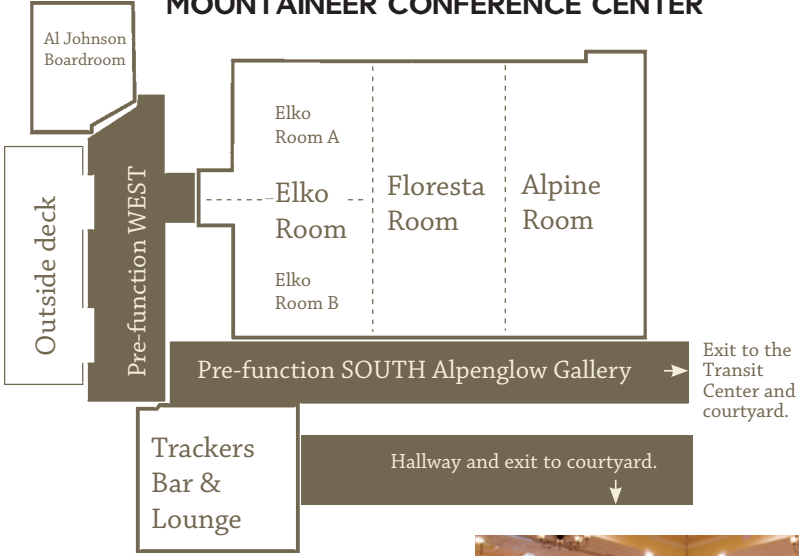 MOUNTAINEER CONFERENCE CENTER
Al Johnson
Boardroom
Outside deck
Pre-function WEST
Elko
Room A
Elko
Room
Elko
Room B
Floresta
Room
Alpine
Room
Pre-function SOUTH Alpenglow Gallery
Exit to the
Transit
Center and
courtyard.
Trackers
Bar &
Lounge
Hallway and exit to courtyard.